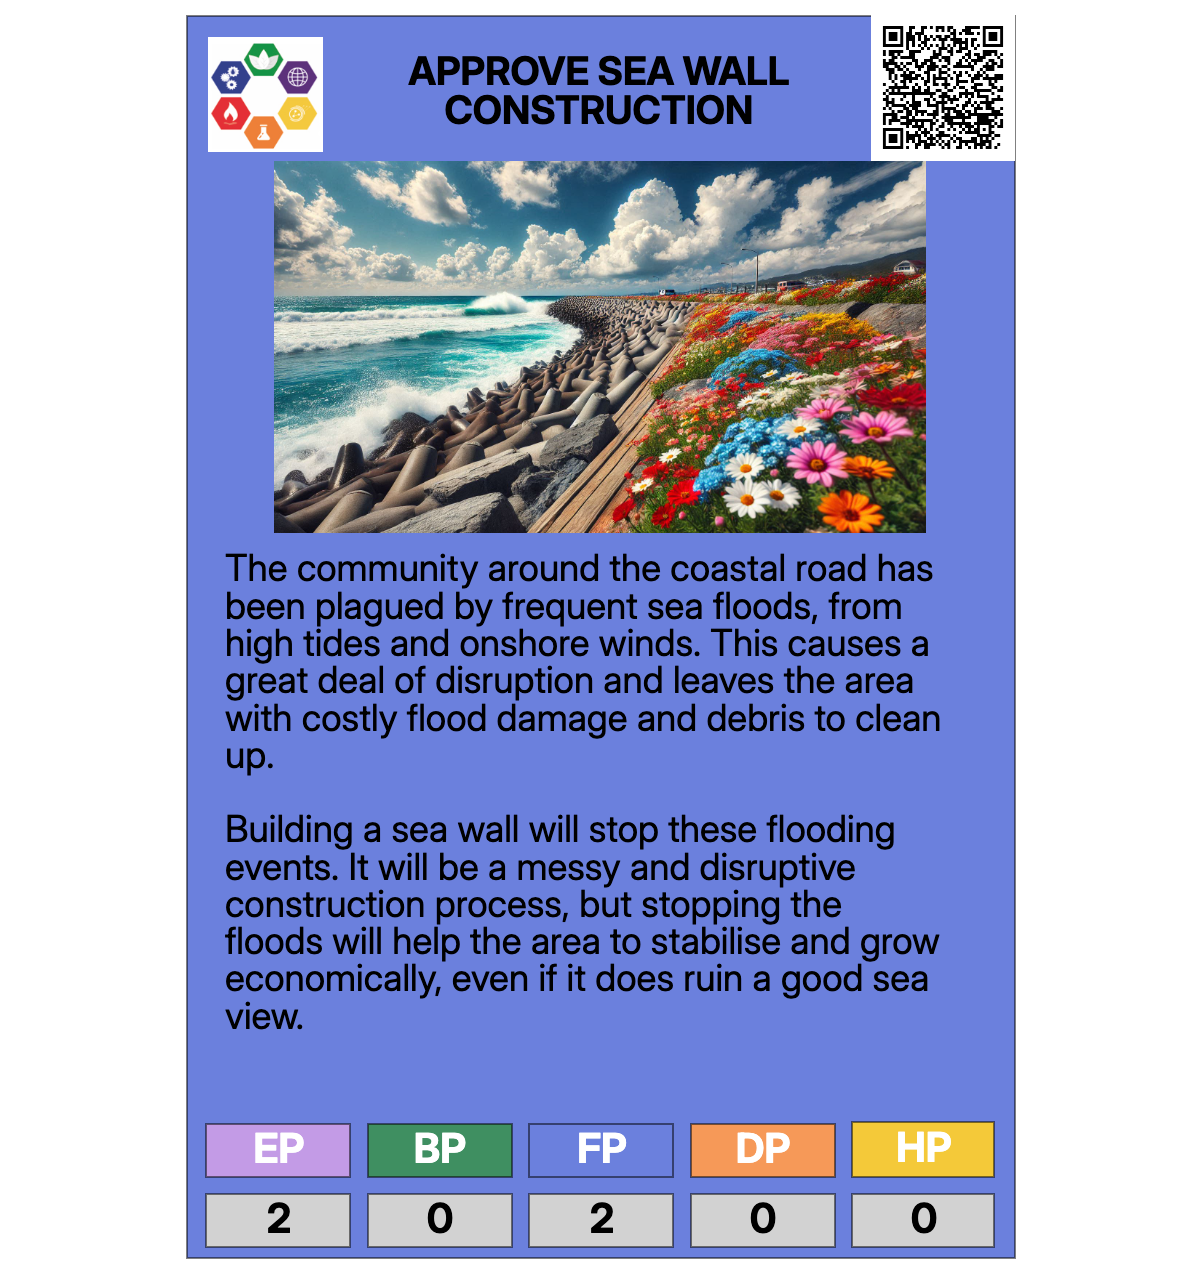 APPROVE SEA WALL
CONSTRUCTION
The community around the coastal road has
been plagued by frequent sea floods, from
high tides and onshore winds. This causes a
great deal of disruption and leaves the area
with costly flood damage and debris to clean
up.
Building a sea wall will stop these flooding
events. It will be a messy and disruptive
construction process, but stopping the
floods will help the area to stabilise and grow
economically, even if it does ruin a good sea
view.
EP BP FP DP HP
2 0 2 0 0